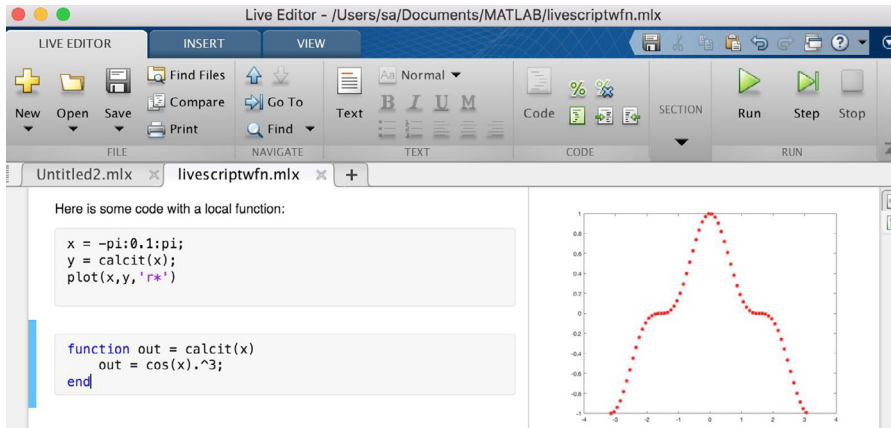 Live Editor - /Users/sa/Documents/MATLAB/livescriptwfn.mlx
LIVE EDITOR INSERT VIEW
New Open Save
Find Files
Compare
Print
Go To
Find
Text
Aa Normal
B I U M
Code
SECTION
Run Step Stop
FILE NAVIGATE TEXT CODE RUN
Untitled2.mlx livescriptwfn.mlx +
Here is some code with a local function:
x = -pi:0.1:pi;
y = calcit(x);
plot(x,y,'r*')
function out = calcit(x)
out = cos(x).^3;
end
1
0.8
0.6
0.4
0.2
0
-0.2
-0.4
-0.6
-0.8
-1
-4 -3 -2 -1 0 1 2 3 4